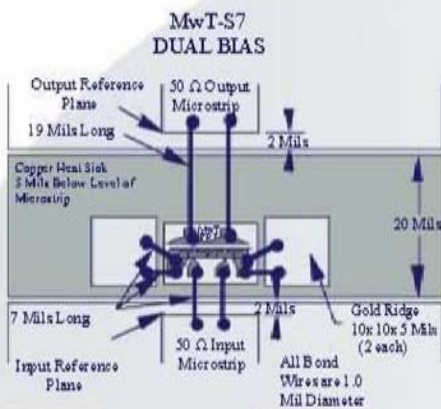 MwT-S7
DUAL BIAS
Output Reference
Plane
50 Ω Output
Microstrip
19 Mils Long
2 Mils
Copper Heat Sink
5 Mils Below Level of
Microstrip
20 Mils
7 Mils Long
2 Mils
Gold Ridge
10x 10x 5 Mils
(2 each)
Input Reference
Plane
50 Ω Input
Microstrip
All Bond
Wires are 1.0
Mil Diameter